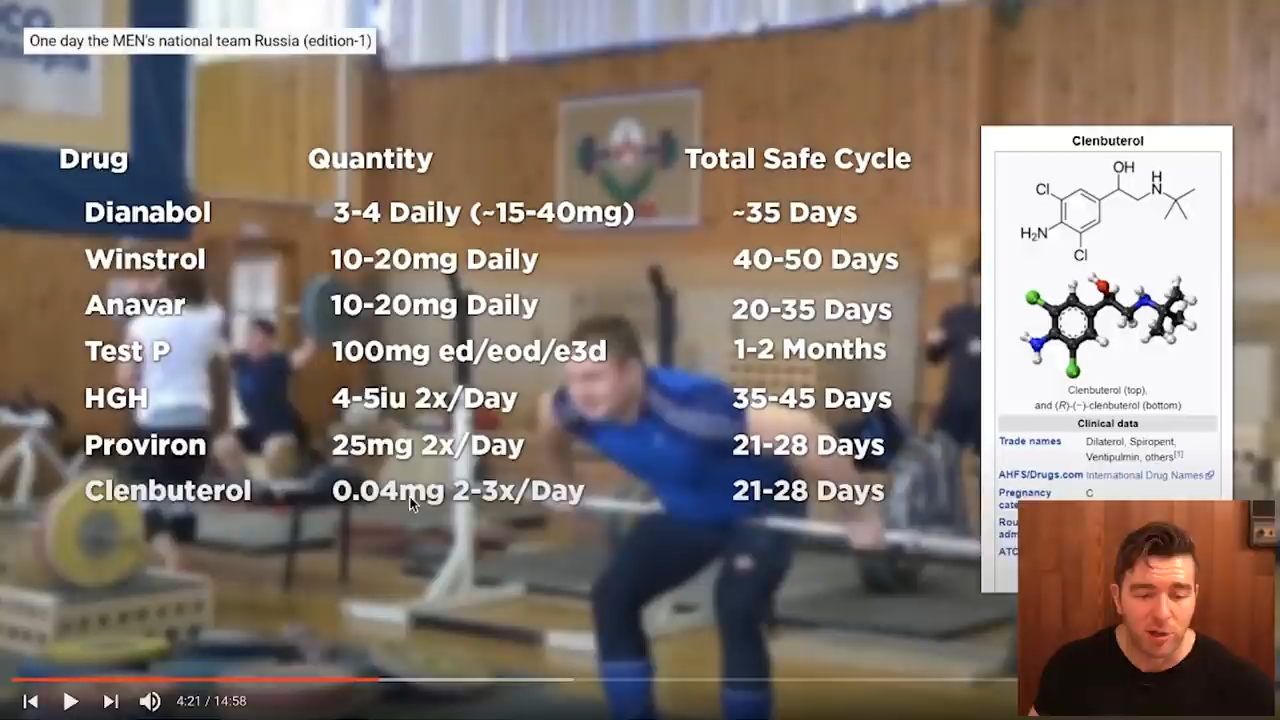 One day the MEN's national team Russia (edition-1)
Drug Quantity Total Safe Cycle
Dianabol 3-4 Daily (~15-40mg) ~35 Days
Winstrol 10-20mg Daily 40-50 Days
Anavar 10-20mg Daily 20-35 Days
Test P 100mg ed/eod/e3d 1-2 Months
HGH 4-5iu 2x/Day 35-45 Days
Proviron 25mg 2x/Day 21-28 Days
Clenbuterol 0.04mg 2-3x/Day 21-28 Days
Clenbuterol
OH
Cl
H
N
H₂N
Cl
Clenbuterol (top),
and (R)-(−)-clenbuterol (bottom)
Clinical data
Trade names Dilaterol, Spiropent,
Ventipulmin, others[1]
AHFS/Drugs.com International Drug Names
Pregnancy C
cate
Rou
adm
ATC
4:21 / 14:58